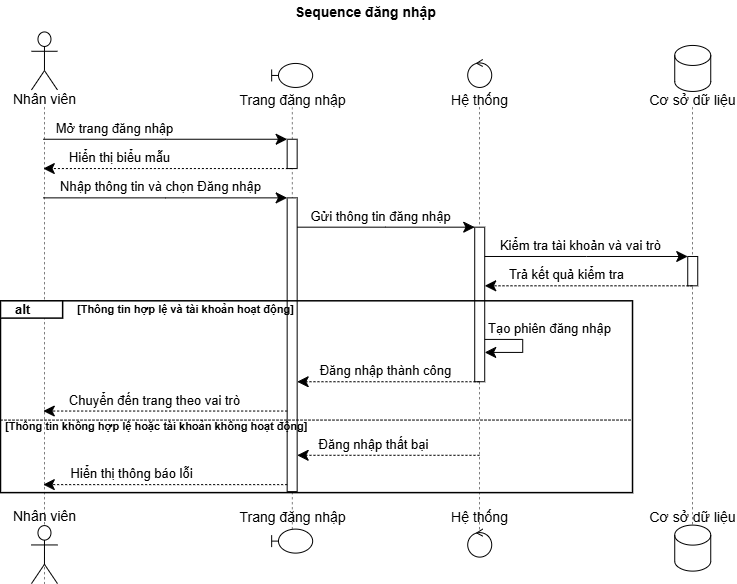 Sequence đăng nhập
Nhân viên
Trang đăng nhập
Hệ thống
Cơ sở dữ liệu
Mở trang đăng nhập
Hiển thị biểu mẫu
Nhập thông tin và chọn Đăng nhập
Gửi thông tin đăng nhập
Kiểm tra tài khoản và vai trò
Trả kết quả kiểm tra
alt
[Thông tin hợp lệ và tài khoản hoạt động]
Tạo phiên đăng nhập
Đăng nhập thành công
Chuyển đến trang theo vai trò
[Thông tin không hợp lệ hoặc tài khoản không hoạt động]
Đăng nhập thất bại
Hiển thị thông báo lỗi
Nhân viên
Trang đăng nhập
Hệ thống
Cơ sở dữ liệu